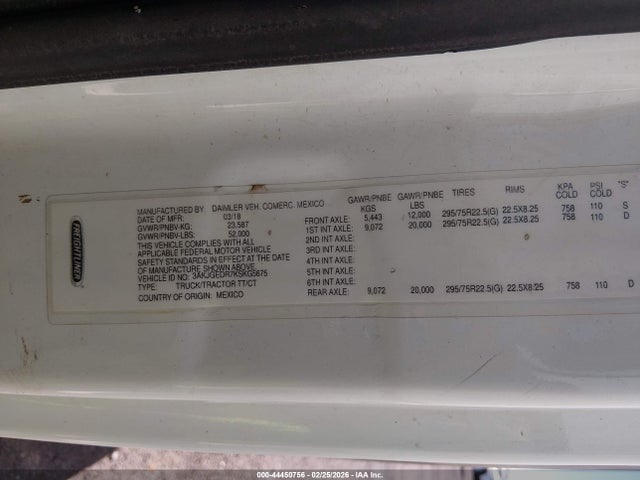 FREIGHTLINER
MANUFACTURED BY DAIMLER VEH. COMERC. MEXICO
DATE OF MFR: 03/18
GVWR/PNBV-KG: 23,587
GVWR/PNBV-LBS: 52,000
THIS VEHICLE COMPLIES WITH ALL
APPLICABLE FEDERAL MOTOR VEHICLE
SAFETY STANDARDS IN EFFECT AT THE DATE
OF MANUFACTURE SHOWN ABOVE.
VEHICLE ID NO.: 3AKJGEDR7KSKG5675
TYPE: TRUCK/TRACTOR TT/CT
COUNTRY OF ORIGIN: MEXICO
GAWR/PNBE KGS GAWR/PNBE LBS TIRES RIMS KPA COLD PSI COLD "S"
FRONT AXLE: 5,443 12,000 295/75R22.5(G) 22.5X8.25 758 110 S
1ST INT AXLE: 9,072 20,000 295/75R22.5(G) 22.5X8.25 758 110 D
2ND INT AXLE:
3RD INT AXLE:
4TH INT AXLE:
5TH INT AXLE:
6TH INT AXLE:
REAR AXLE: 9,072 20,000 295/75R22.5(G) 22.5X8.25 758 110 D
000-44450756 - 02/25/2026 - IAA Inc.